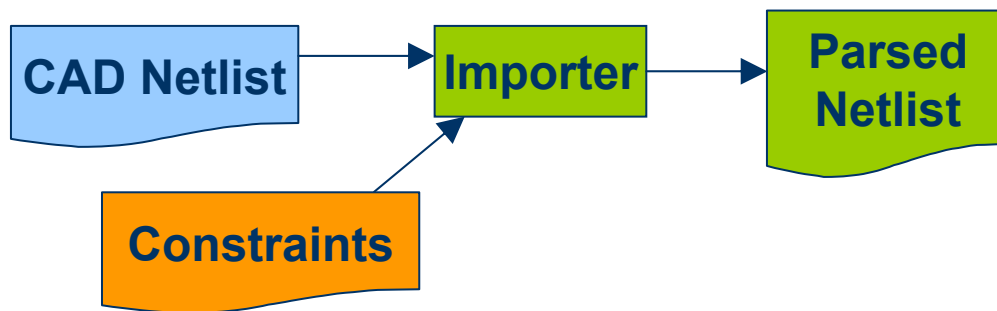 CAD Netlist
Importer
Parsed
Netlist
Constraints